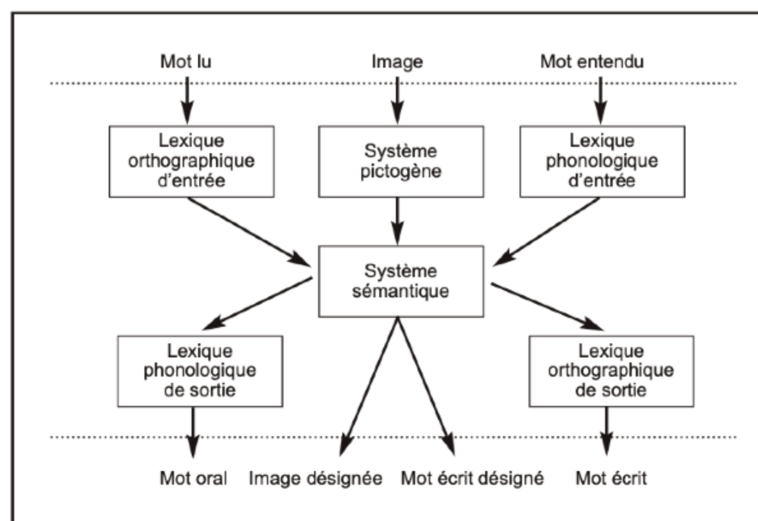 Mot lu
Image
Mot entendu
Lexique
orthographique
d'entrée
Système
pictogène
Lexique
phonologique
d'entrée
Système
sémantique
Lexique
phonologique
de sortie
Lexique
orthographique
de sortie
Mot oral
Image désignée
Mot écrit désigné
Mot écrit